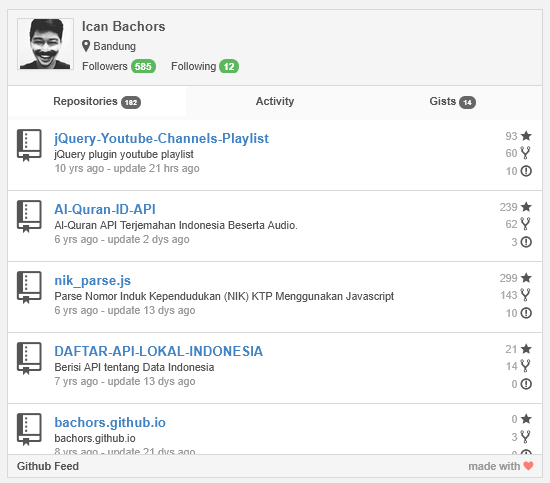 Ican Bachors
Bandung
Followers 585 Following 12
Repositories 162 Activity Gists 14
jQuery-Youtube-Channels-Playlist
jQuery plugin youtube playlist
10 yrs ago - update 21 hrs ago
93
60
10
Al-Quran-ID-API
Al-Quran API Terjemahan Indonesia Beserta Audio.
6 yrs ago - update 2 dys ago
239
62
3
nik_parse.js
Parse Nomor Induk Kependudukan (NIK) KTP Menggunakan Javascript
6 yrs ago - update 13 dys ago
299
143
10
DAFTAR-API-LOKAL-INDONESIA
Berisi API tentang Data Indonesia
7 yrs ago - update 13 dys ago
21
14
0
bachors.github.io
bachors.github.io
8 yrs ago - update 21 dys ago
0
3
0
Github Feed made with